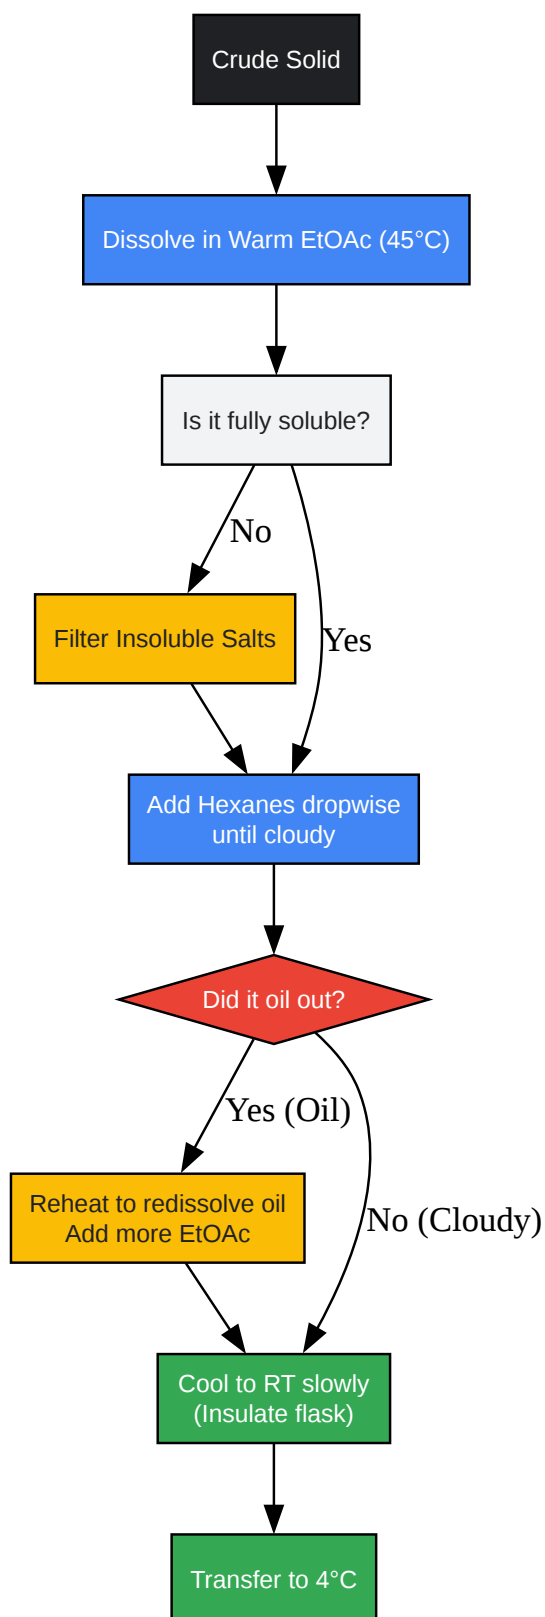 Crude Solid
Dissolve in Warm EtOAc (45°C)
Is it fully soluble?
No
Filter Insoluble Salts
Yes
Add Hexanes dropwise
until cloudy
Did it oil out?
Yes (Oil)
Reheat to redissolve oil
Add more EtOAc
No (Cloudy)
Cool to RT slowly
(Insulate flask)
Transfer to 4°C